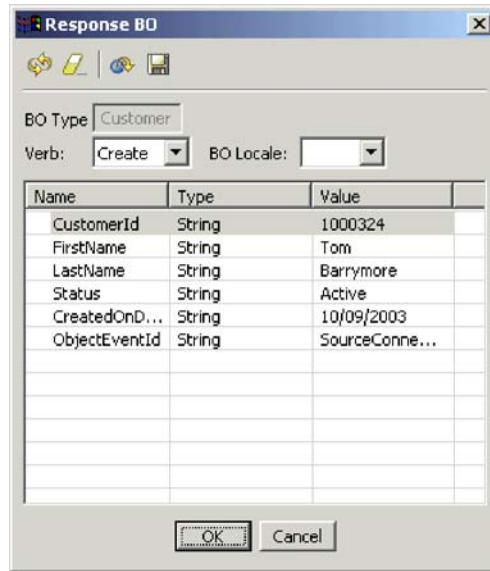 Response BO
BO Type Customer
Verb: Create BO Locale:
Name Type Value
CustomerId String 1000324
FirstName String Tom
LastName String Barrymore
Status String Active
CreatedOnD... String 10/09/2003
ObjectEventId String SourceConne...
OK Cancel